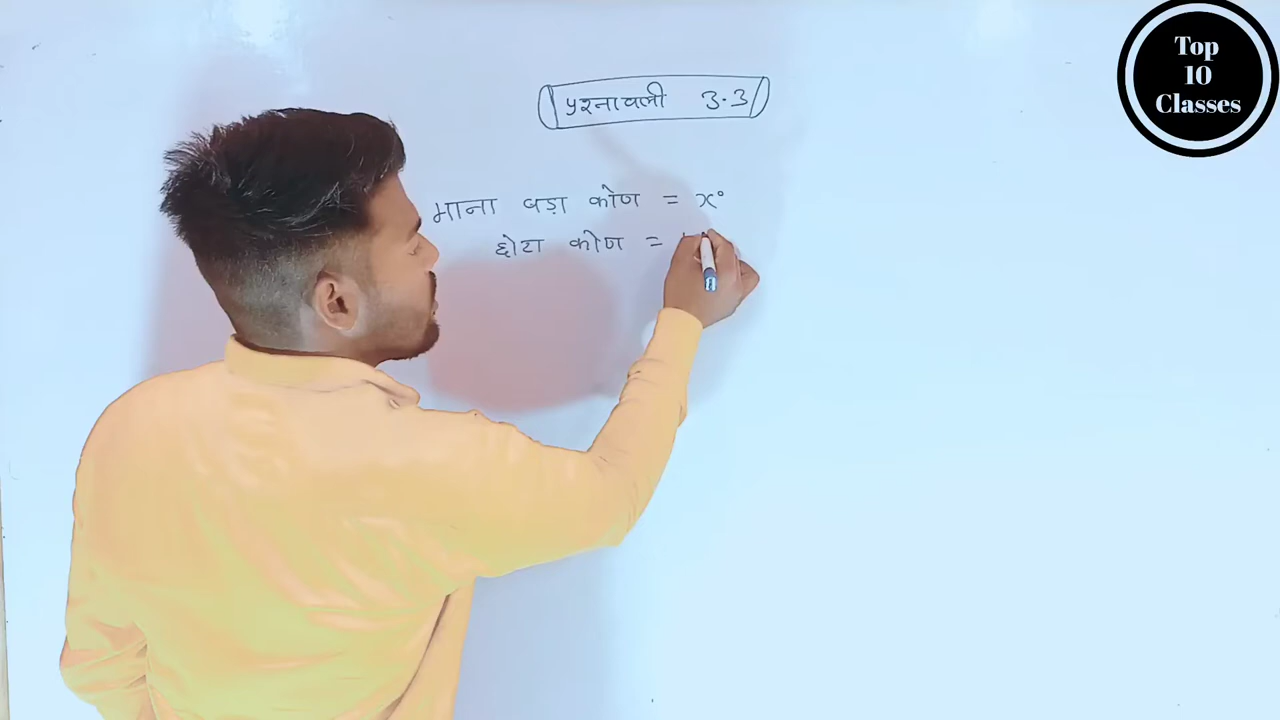 प्रश्नावली 3.3
माना बड़ा कोण = x°
छोटा कोण =
Top
10
Classes